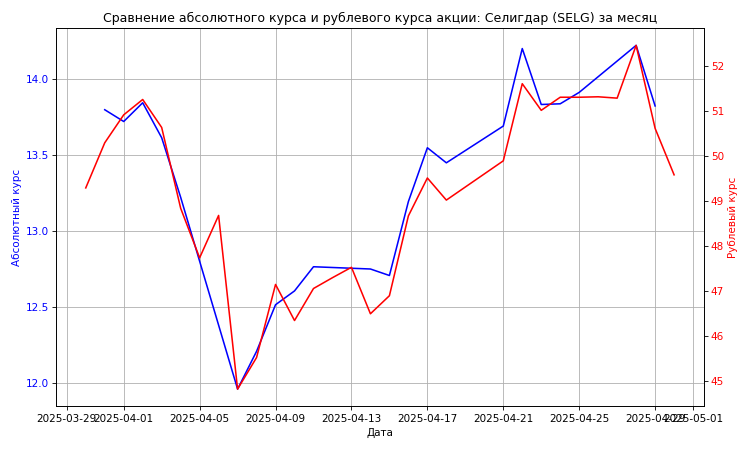 Сравнение абсолютного курса и рублевого курса акции: Селигдар (SELG) за месяц
Абсолютный курс
14.0
13.5
13.0
12.5
12.0
Рублевый курс
52
51
50
49
48
47
46
45
2025-03-29 2025-04-01 2025-04-05 2025-04-09 2025-04-13 2025-04-17 2025-04-21 2025-04-25 2025-04-29 2025-05-01
Дата